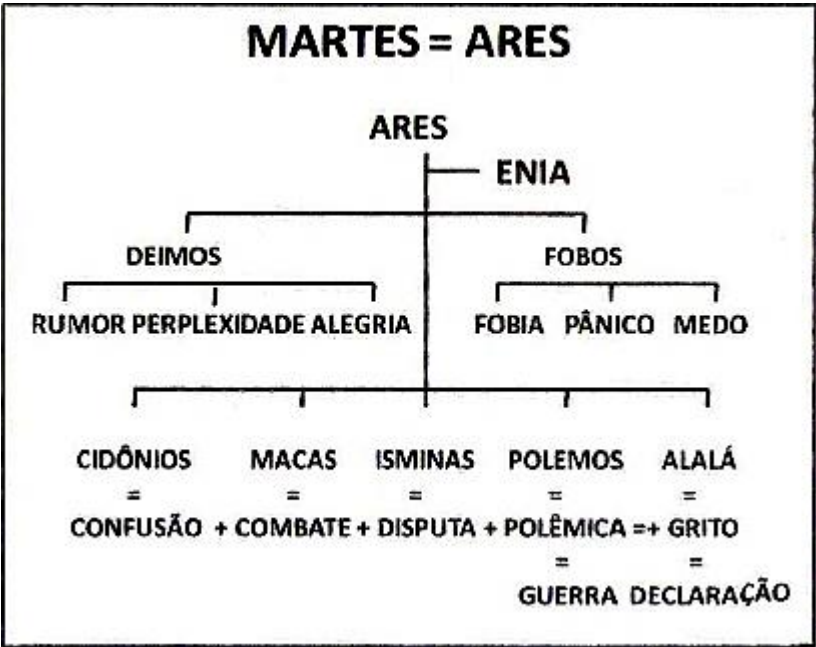 MARTES = ARES
ARES
ENIA
DEIMOS FOBOS
RUMOR PERPLEXIDADE ALEGRIA FOBIA PÂNICO MEDO
CIDÔNIOS MACAS ISMINAS POLEMOS ALALÁ
= = = = =
CONFUSÃO + COMBATE + DISPUTA + POLÊMICA =+ GRITO
= =
GUERRA DECLARAÇÃO